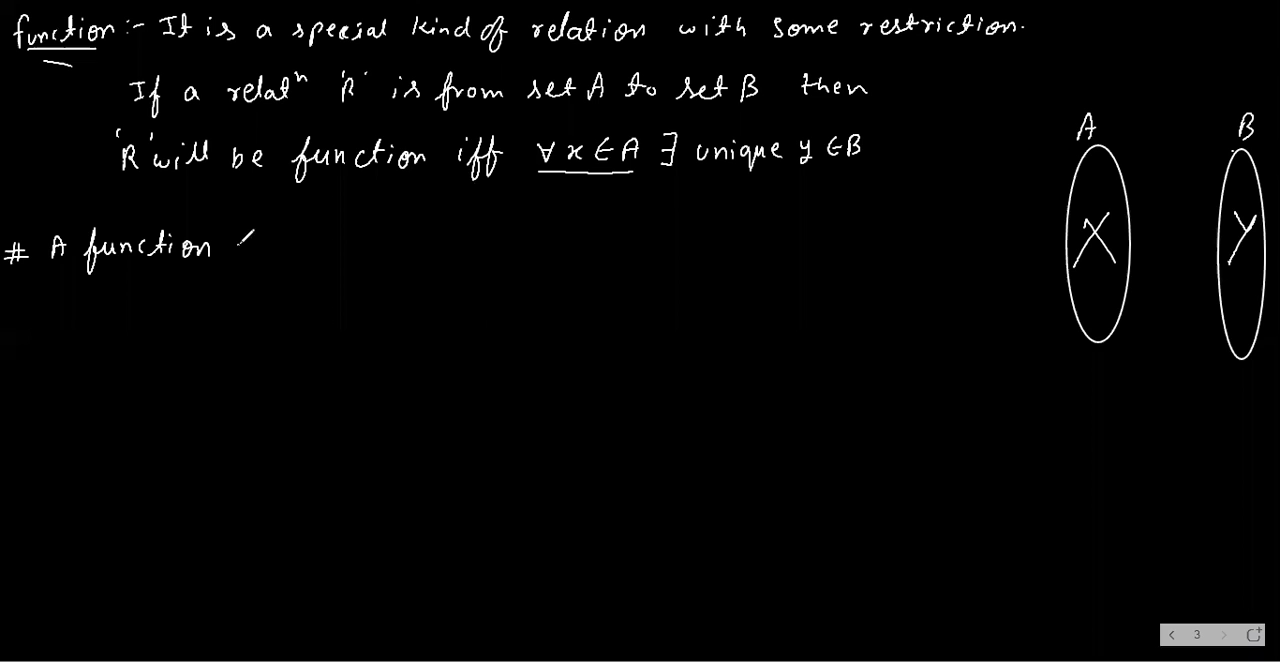 function :- It is a special kind of relation with some restriction.
If a relatⁿ 'R' is from set A to set B then
'R' will be function iff ∀ x ∈ A ∃ unique y ∈ B
A B
X Y
# A function
3